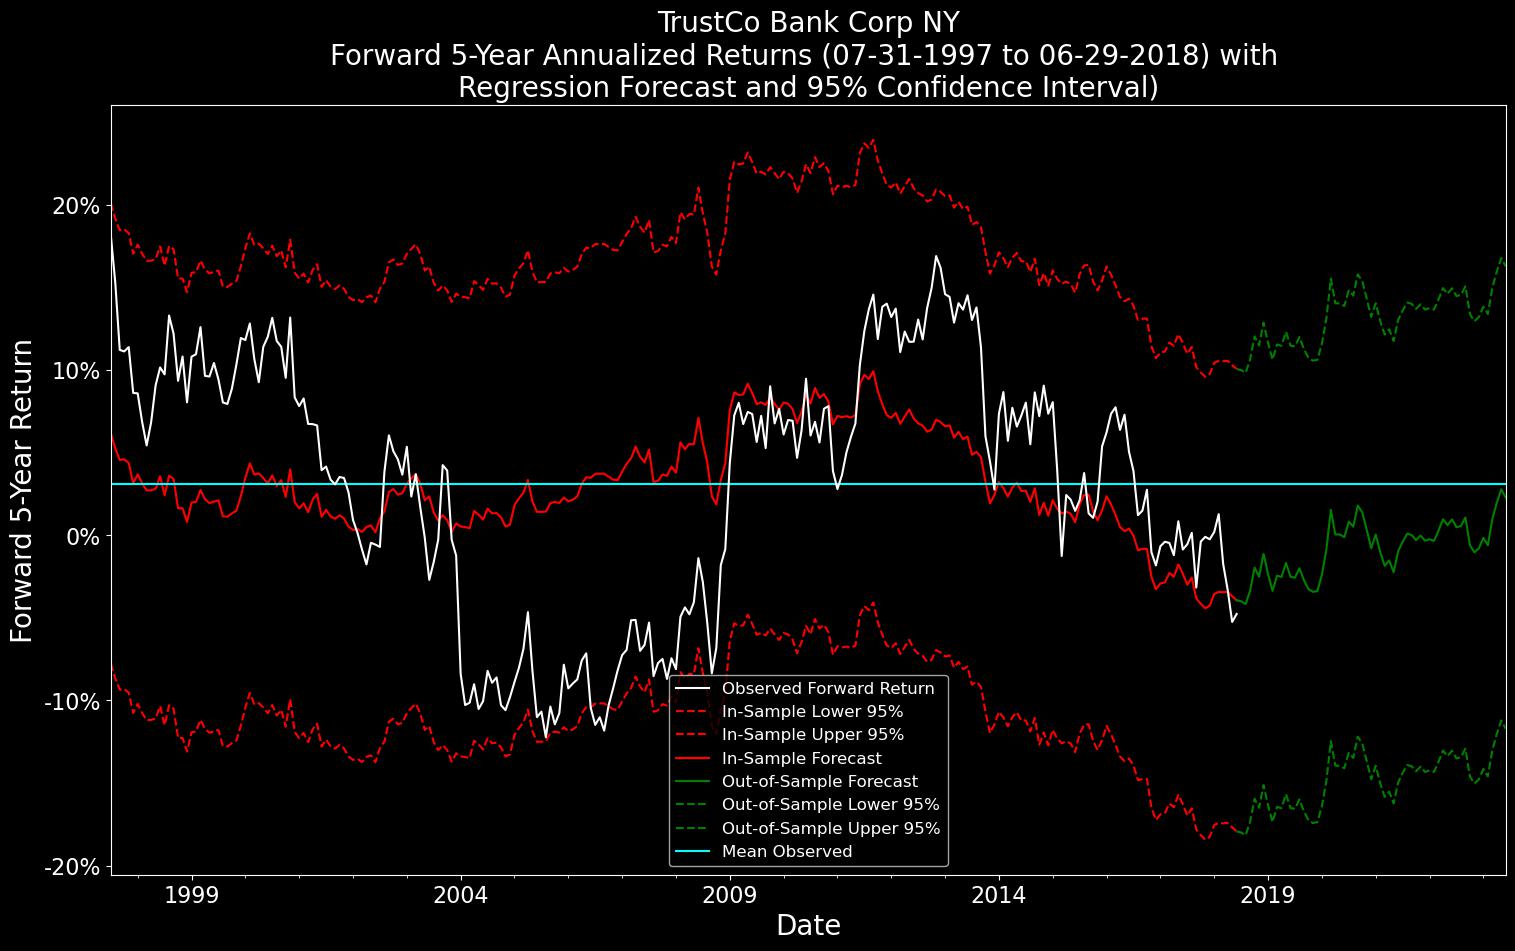 TrustCo Bank Corp NY
Forward 5-Year Annualized Returns (07-31-1997 to 06-29-2018) with
Regression Forecast and 95% Confidence Interval)
Forward 5-Year Return
20%
10%
0%
-10%
-20%
Observed Forward Return
In-Sample Lower 95%
In-Sample Upper 95%
In-Sample Forecast
Out-of-Sample Forecast
Out-of-Sample Lower 95%
Out-of-Sample Upper 95%
Mean Observed
1999 2004 2009 2014 2019
Date